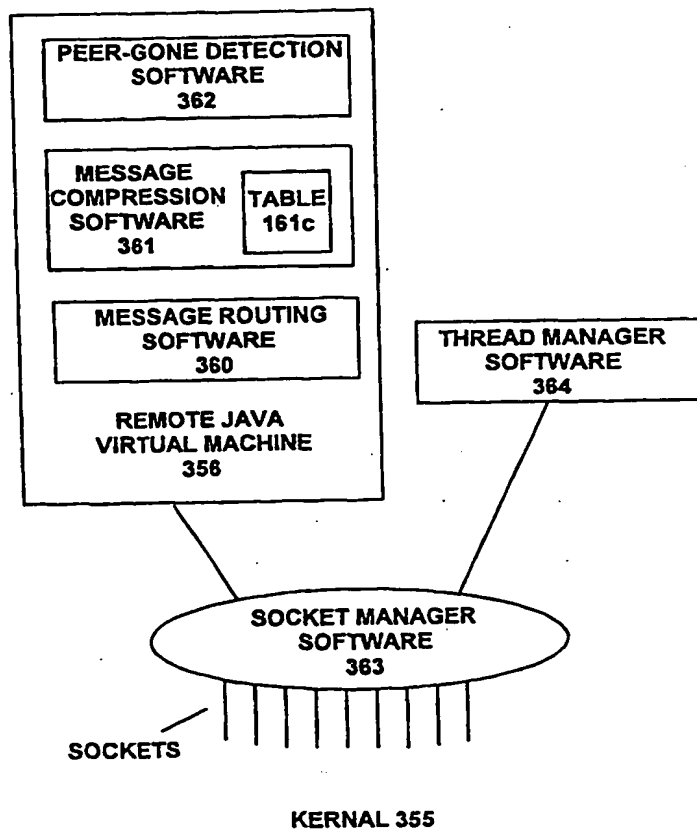 PEER-GONE DETECTION
SOFTWARE
362
MESSAGE
COMPRESSION
SOFTWARE
361
TABLE
161c
MESSAGE ROUTING
SOFTWARE
360
REMOTE JAVA
VIRTUAL MACHINE
356
THREAD MANAGER
SOFTWARE
364
SOCKET MANAGER
SOFTWARE
363
SOCKETS
KERNAL 355